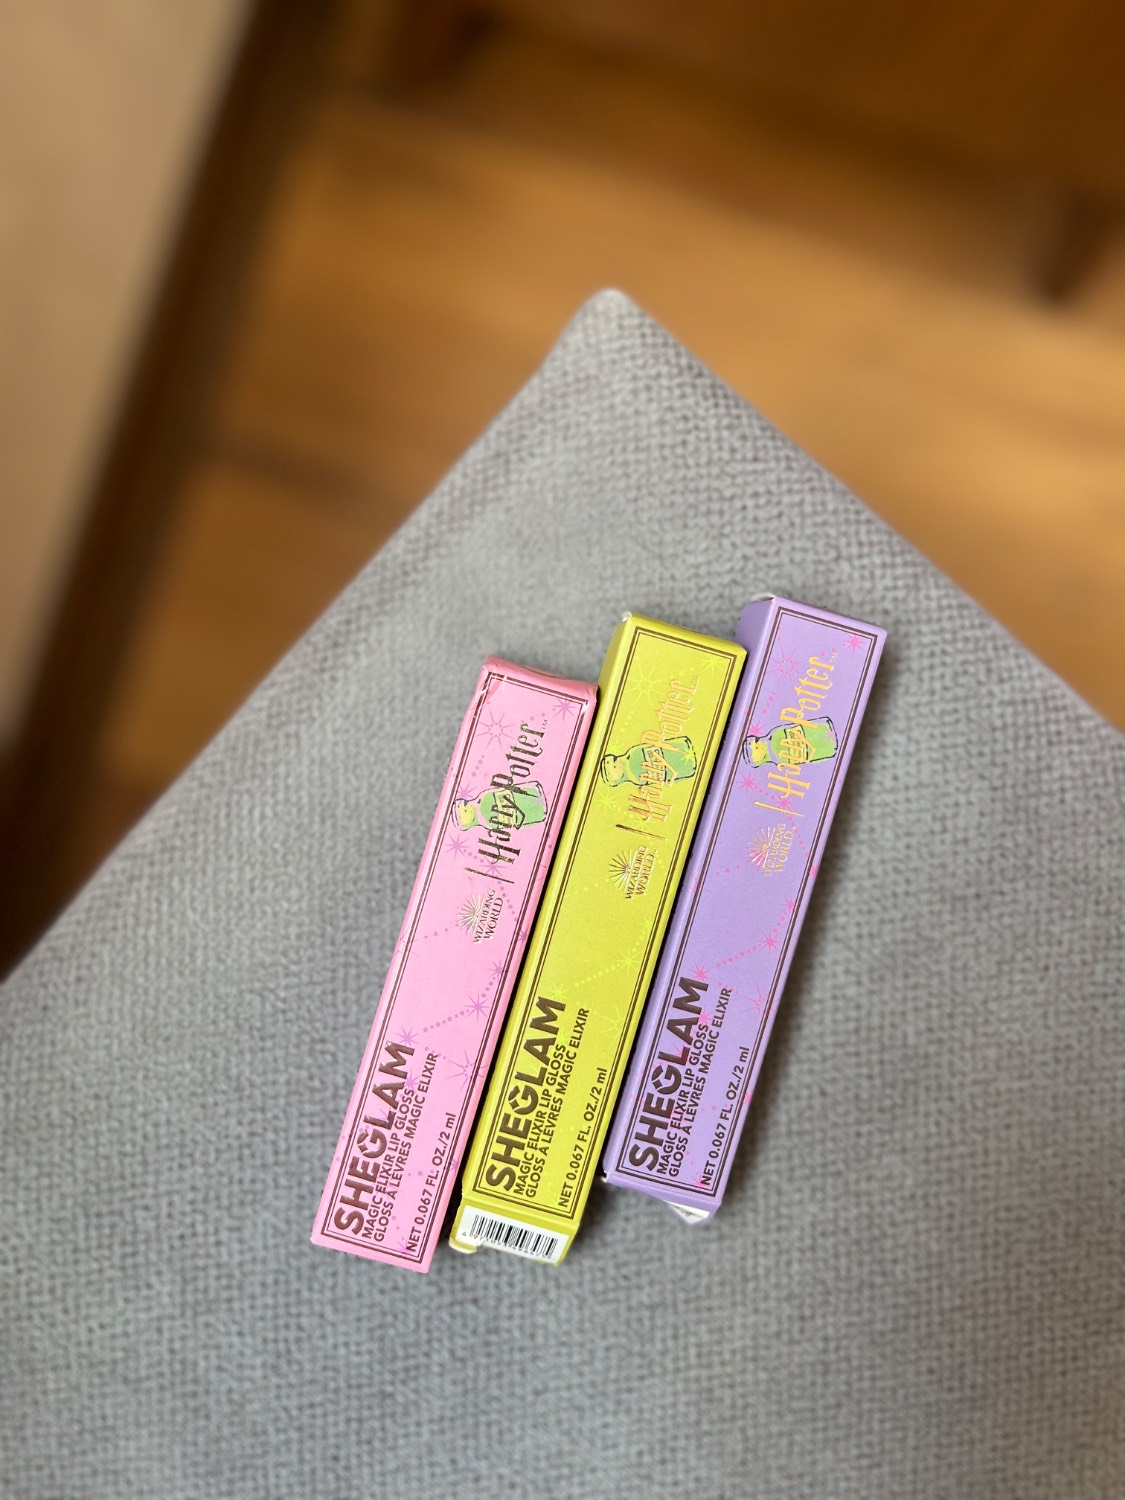 SHEGLAM
MAGIC ELIXIR LIP GLOSS
GLOSS À LÈVRES MAGIC ELIXIR
NET 0.067 FL. OZ./2 ml
WIZARDING
WORLD
Harry Potter™
SHEGLAM
MAGIC ELIXIR LIP GLOSS
GLOSS À LÈVRES MAGIC ELIXIR
NET 0.067 FL. OZ./2 ml
WIZARDING
WORLD
Harry Potter™
SHEGLAM
MAGIC ELIXIR LIP GLOSS
GLOSS À LÈVRES MAGIC ELIXIR
NET 0.067 FL. OZ./2 ml
WIZARDING
WORLD
Harry Potter™